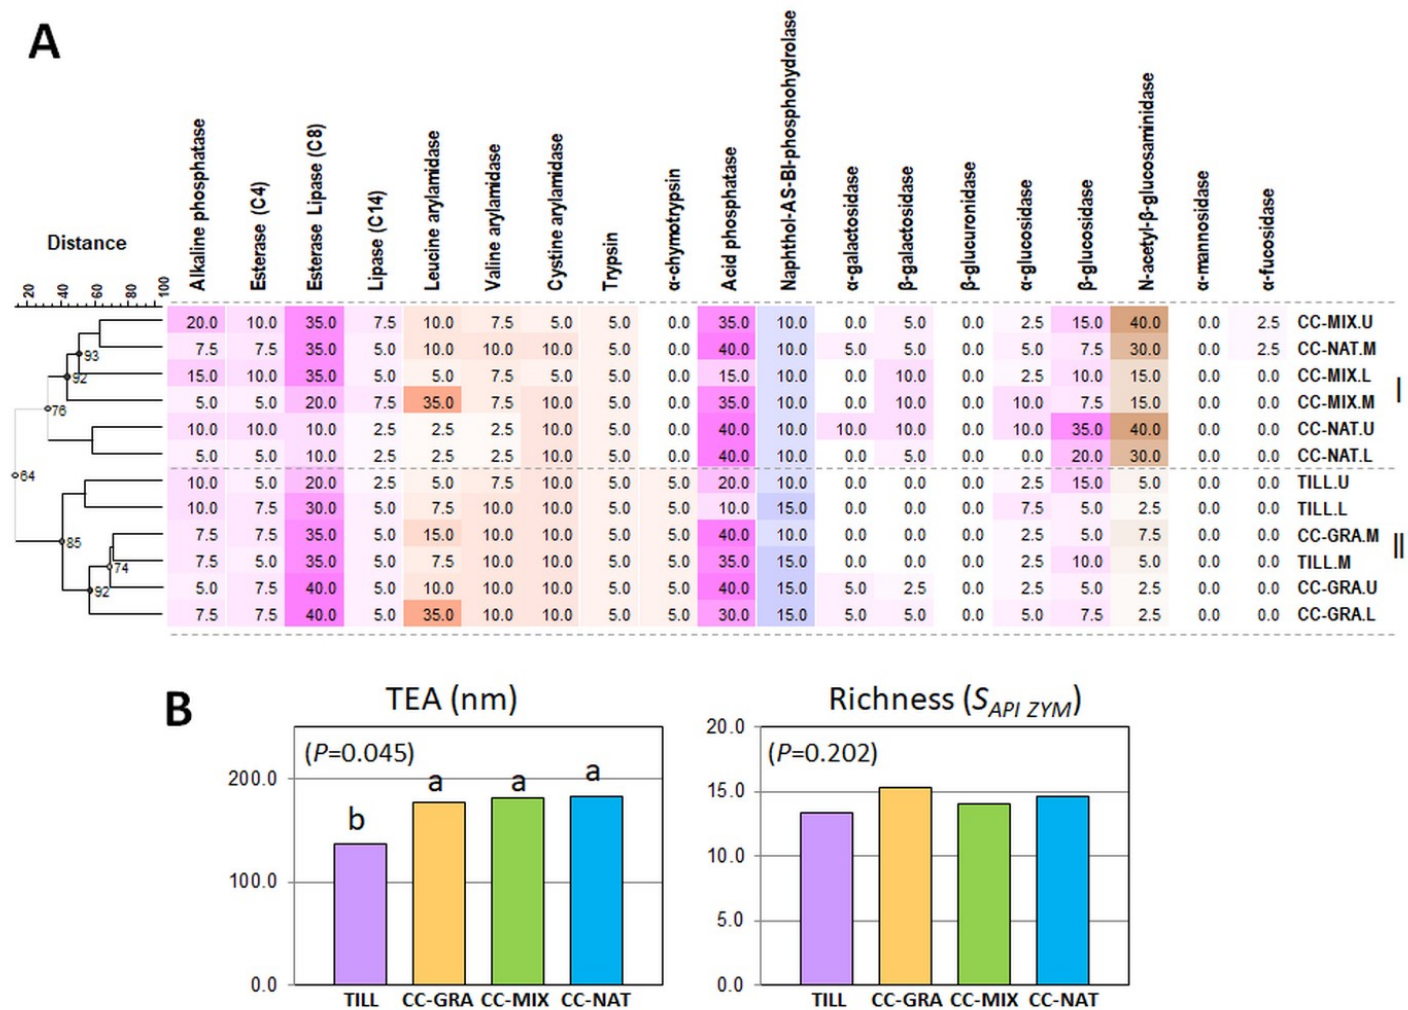 A
Distance
20 40 60 80 100
Alkaline phosphatase
Esterase (C4)
Esterase Lipase (C8)
Lipase (C14)
Leucine arylamidase
Valine arylamidase
Cystine arylamidase
Trypsin
α-chymotrypsin
Acid phosphatase
Naphthol-AS-BI-phosphohydrolase
α-galactosidase
β-galactosidase
β-glucuronidase
α-glucosidase
β-glucosidase
N-acetyl-β-glucosaminidase
α-mannosidase
α-fucosidase
20.0 10.0 35.0 7.5 10.0 7.5 5.0 5.0 0.0 35.0 10.0 0.0 5.0 0.0 2.5 15.0 40.0 0.0 2.5 CC-MIX.U
93 7.5 7.5 35.0 5.0 10.0 10.0 10.0 5.0 0.0 40.0 10.0 5.0 5.0 0.0 2.5 5.0 30.0 0.0 2.5 CC-NAT.M
92 15.0 10.0 35.0 5.0 5.0 7.5 5.0 5.0 0.0 15.0 10.0 0.0 10.0 0.0 2.5 10.0 15.0 0.0 0.0 CC-MIX.L
I
76 5.0 5.0 20.0 7.5 35.0 7.5 10.0 5.0 0.0 35.0 10.0 0.0 10.0 0.0 10.0 7.5 15.0 0.0 0.0 CC-MIX.M
10.0 10.0 10.0 2.5 2.5 2.5 10.0 5.0 0.0 40.0 10.0 10.0 10.0 0.0 10.0 35.0 40.0 0.0 0.0 CC-NAT.U
5.0 5.0 10.0 2.5 2.5 2.5 10.0 5.0 0.0 40.0 10.0 0.0 5.0 0.0 0.0 20.0 30.0 0.0 0.0 CC-NAT.L
64 10.0 5.0 20.0 2.5 5.0 7.5 10.0 5.0 5.0 20.0 10.0 0.0 0.0 0.0 2.5 15.0 5.0 0.0 0.0 TILL.U
10.0 7.5 30.0 5.0 7.5 10.0 10.0 5.0 5.0 10.0 15.0 0.0 0.0 0.0 7.5 5.0 2.5 0.0 0.0 TILL.L
85 7.5 7.5 35.0 5.0 15.0 10.0 10.0 5.0 5.0 40.0 10.0 0.0 0.0 0.0 2.5 5.0 7.5 0.0 0.0 CC-GRA.M
II
74 7.5 5.0 35.0 5.0 7.5 10.0 10.0 5.0 5.0 35.0 15.0 0.0 0.0 0.0 2.5 10.0 5.0 0.0 0.0 TILL.M
92 5.0 7.5 40.0 5.0 10.0 10.0 10.0 5.0 5.0 40.0 15.0 5.0 2.5 0.0 2.5 5.0 2.5 0.0 0.0 CC-GRA.U
7.5 7.5 40.0 5.0 35.0 10.0 10.0 5.0 5.0 30.0 15.0 5.0 5.0 0.0 5.0 7.5 2.5 0.0 0.0 CC-GRA.L
B
TEA (nm)
(P=0.045)
200.0
100.0
0.0
b a a a
TILL CC-GRA CC-MIX CC-NAT
Richness (S API ZYM)
(P=0.202)
20.0
15.0
10.0
5.0
0.0
TILL CC-GRA CC-MIX CC-NAT